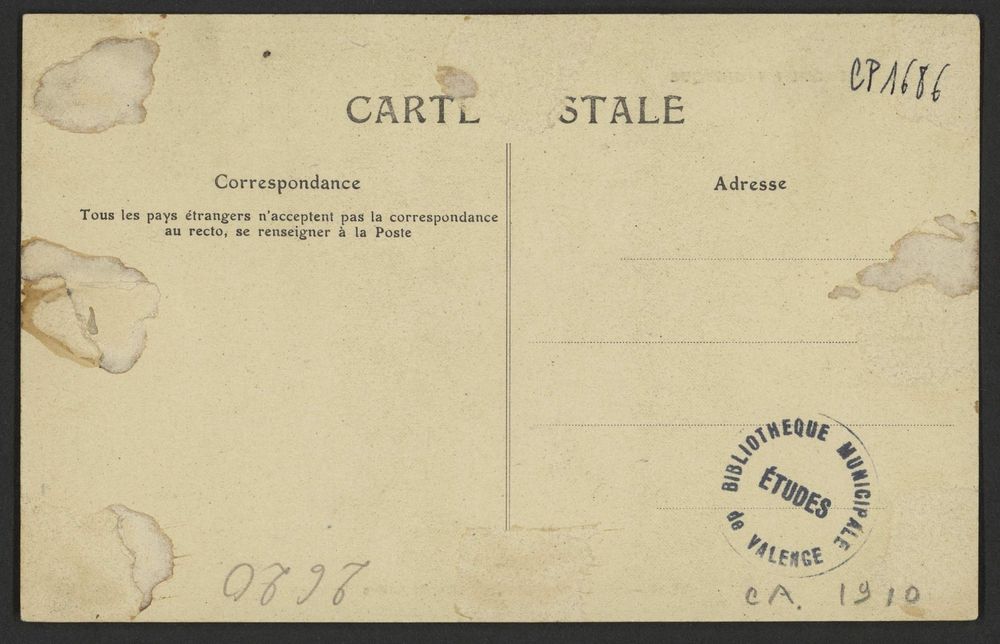 CP1686
CARTE STALE
Correspondance
Tous les pays étrangers n'acceptent pas la correspondance
au recto, se renseigner à la Poste
Adresse
BIBLIOTHEQUE MUNICIPALE
ÉTUDES
de VALENCE
CA. 1910